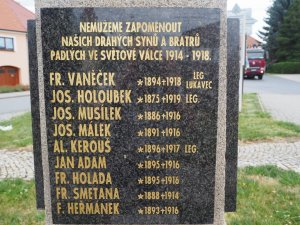 NEMUZEME ZAPOMENOUT
NAŠICH DRAHÝCH SYNŮ A BRATRŮ
PADLÝCH VE SVĚTOVÉ VÁLCE 1914 - 1918.
FR. VANĚČEK *1894+1918 LEG. LUKAVEC
JOS. HOLOUBEK *1875+1919 LEG.
JOS. MUSÍLEK *1886+1916
JOS. MÁLEK *1891+1916
AL. KEROUŠ *1896+1917 LEG.
JAN ADAM *1895+1916
FR. HOLADA *1895+1916
FR. SMETANA *1888+1914
F. HEŘMÁNEK *1893+1916